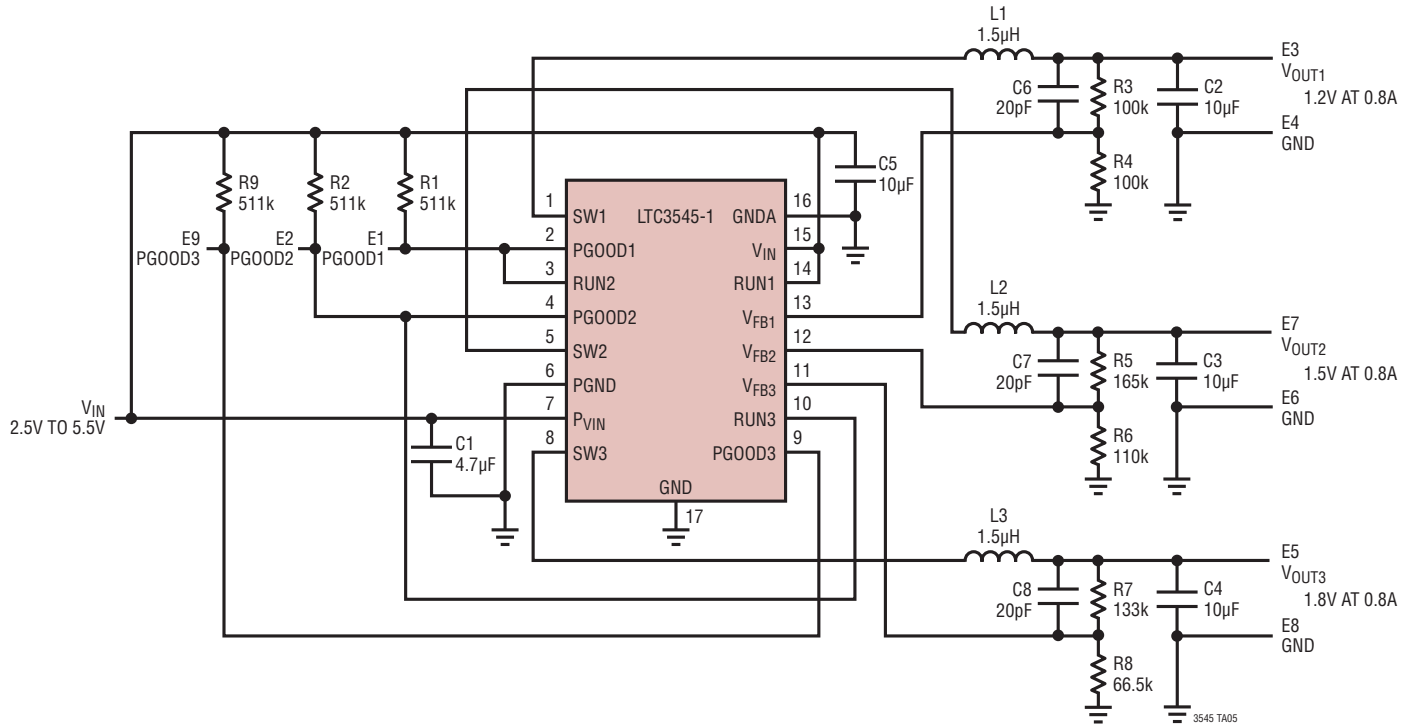 L1
1.5µH
E3
VOUT1
1.2V AT 0.8A
C6
20pF
R3
100k
C2
10µF
E4
GND
R4
100k
C5
10µF
R9
511k
R2
511k
R1
511k
E9
PGOOD3
E2
PGOOD2
E1
PGOOD1
LTC3545-1
1
SW1
2
PGOOD1
3
RUN2
4
PGOOD2
5
SW2
6
PGND
7
PVIN
8
SW3
16
GNDA
15
VIN
14
RUN1
13
VFB1
12
VFB2
11
VFB3
10
RUN3
9
PGOOD3
GND
17
VIN
2.5V TO 5.5V
C1
4.7µF
L2
1.5µH
E7
VOUT2
1.5V AT 0.8A
C7
20pF
R5
165k
C3
10µF
E6
GND
R6
110k
L3
1.5µH
E5
VOUT3
1.8V AT 0.8A
C8
20pF
R7
133k
C4
10µF
E8
GND
R8
66.5k
3545 TA05